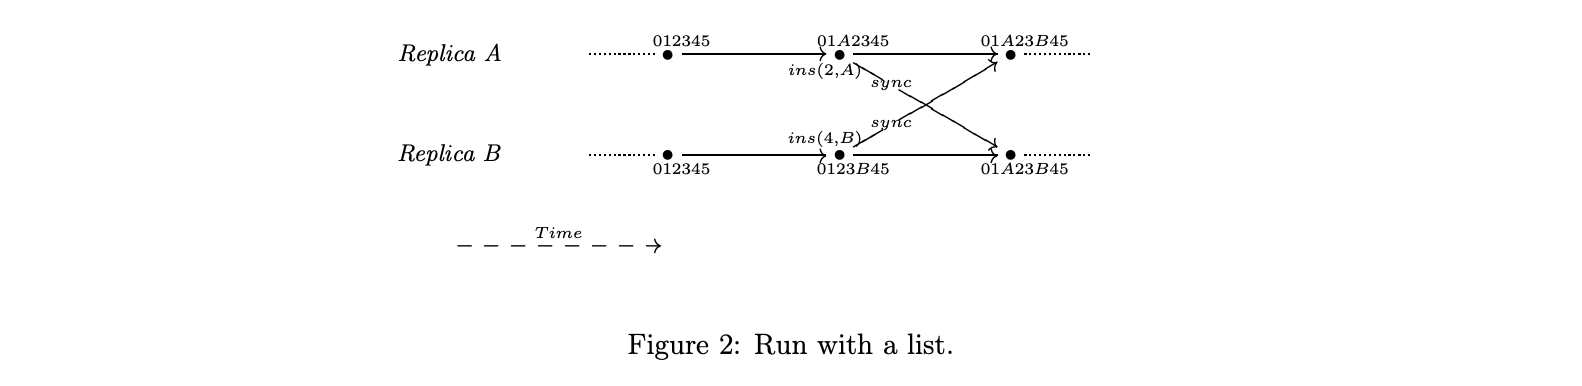 012345 01A2345 01A23B45
Replica A
ins(2,A)
sync
sync
ins(4,B)
Replica B
012345 0123B45 01A23B45
Time
Figure 2: Run with a list.